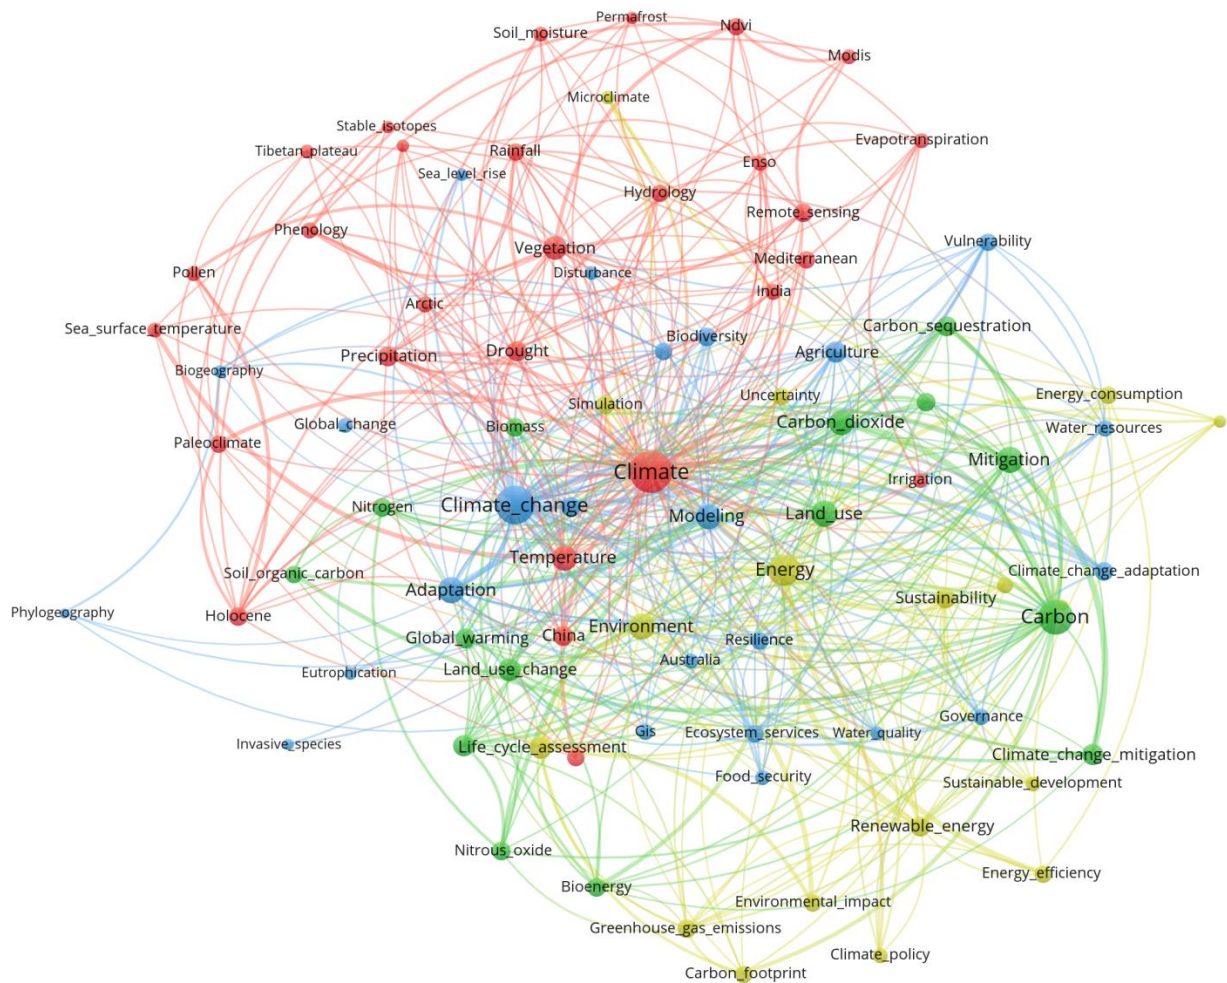 Permafrost
Ndvi
Soil_moisture
Modis
Microclimate
Stable_isotopes
Evapotranspiration
Tibetan_plateau
Rainfall
Enso
Sea_level_rise
Hydrology
Remote_sensing
Phenology
Vulnerability
Vegetation
Mediterranean
Pollen
Disturbance
India
Arctic
Sea_surface_temperature
Carbon_sequestration
Biodiversity
Precipitation
Drought
Agriculture
Biogeography
Energy_consumption
Uncertainty
Simulation
Global_change
Biomass
Carbon_dioxide
Water_resources
Paleoclimate
Mitigation
Climate
Irrigation
Climate_change
Nitrogen
Modeling
Land_use
Temperature
Energy
Climate_change_adaptation
Soil_organic_carbon
Adaptation
Sustainability
Phylogeography
Holocene
Carbon
Environment
Global_warming
China
Resilience
Australia
Land_use_change
Eutrophication
Governance
Gis
Ecosystem_services
Water_quality
Invasive_species
Life_cycle_assessment
Climate_change_mitigation
Food_security
Sustainable_development
Renewable_energy
Nitrous_oxide
Energy_efficiency
Bioenergy
Environmental_impact
Greenhouse_gas_emissions
Climate_policy
Carbon_footprint